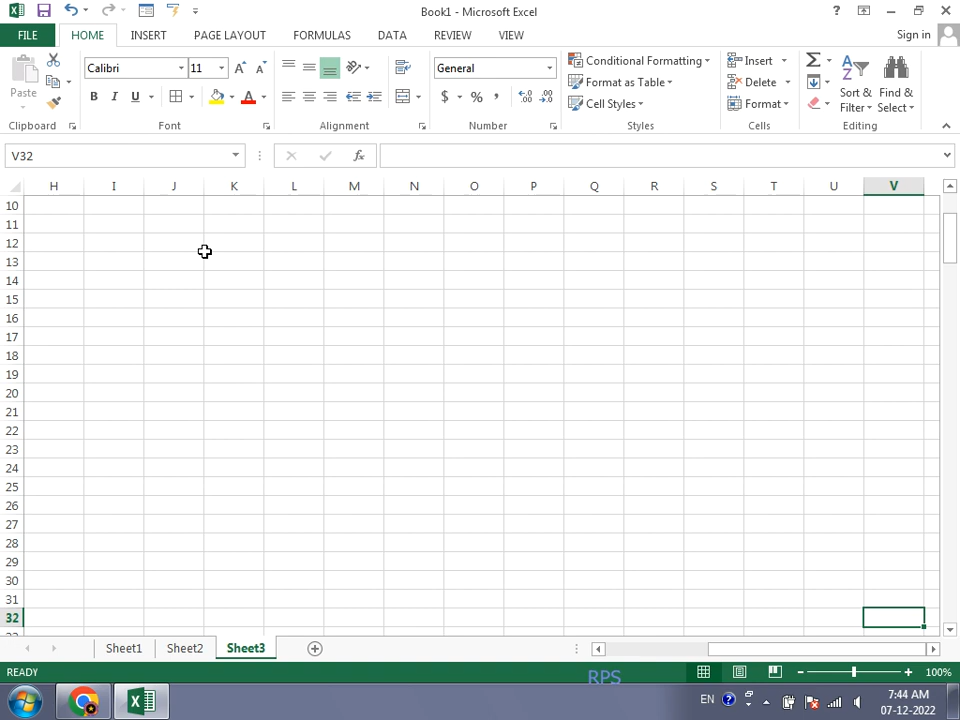 Book1 - Microsoft Excel
FILE HOME INSERT PAGE LAYOUT FORMULAS DATA REVIEW VIEW Sign in
Paste Calibri 11 General Conditional Formatting Format as Table Cell Styles Insert Delete Format Sort & Filter Find & Select
Clipboard Font Alignment Number Styles Cells Editing
V32
H I J K L M N O P Q R S T U V
10
11
12
13
14
15
16
17
18
19
20
21
22
23
24
25
26
27
28
29
30
31
32
Sheet1 Sheet2 Sheet3
READY RPS 100%
EN 7:44 AM
07-12-2022